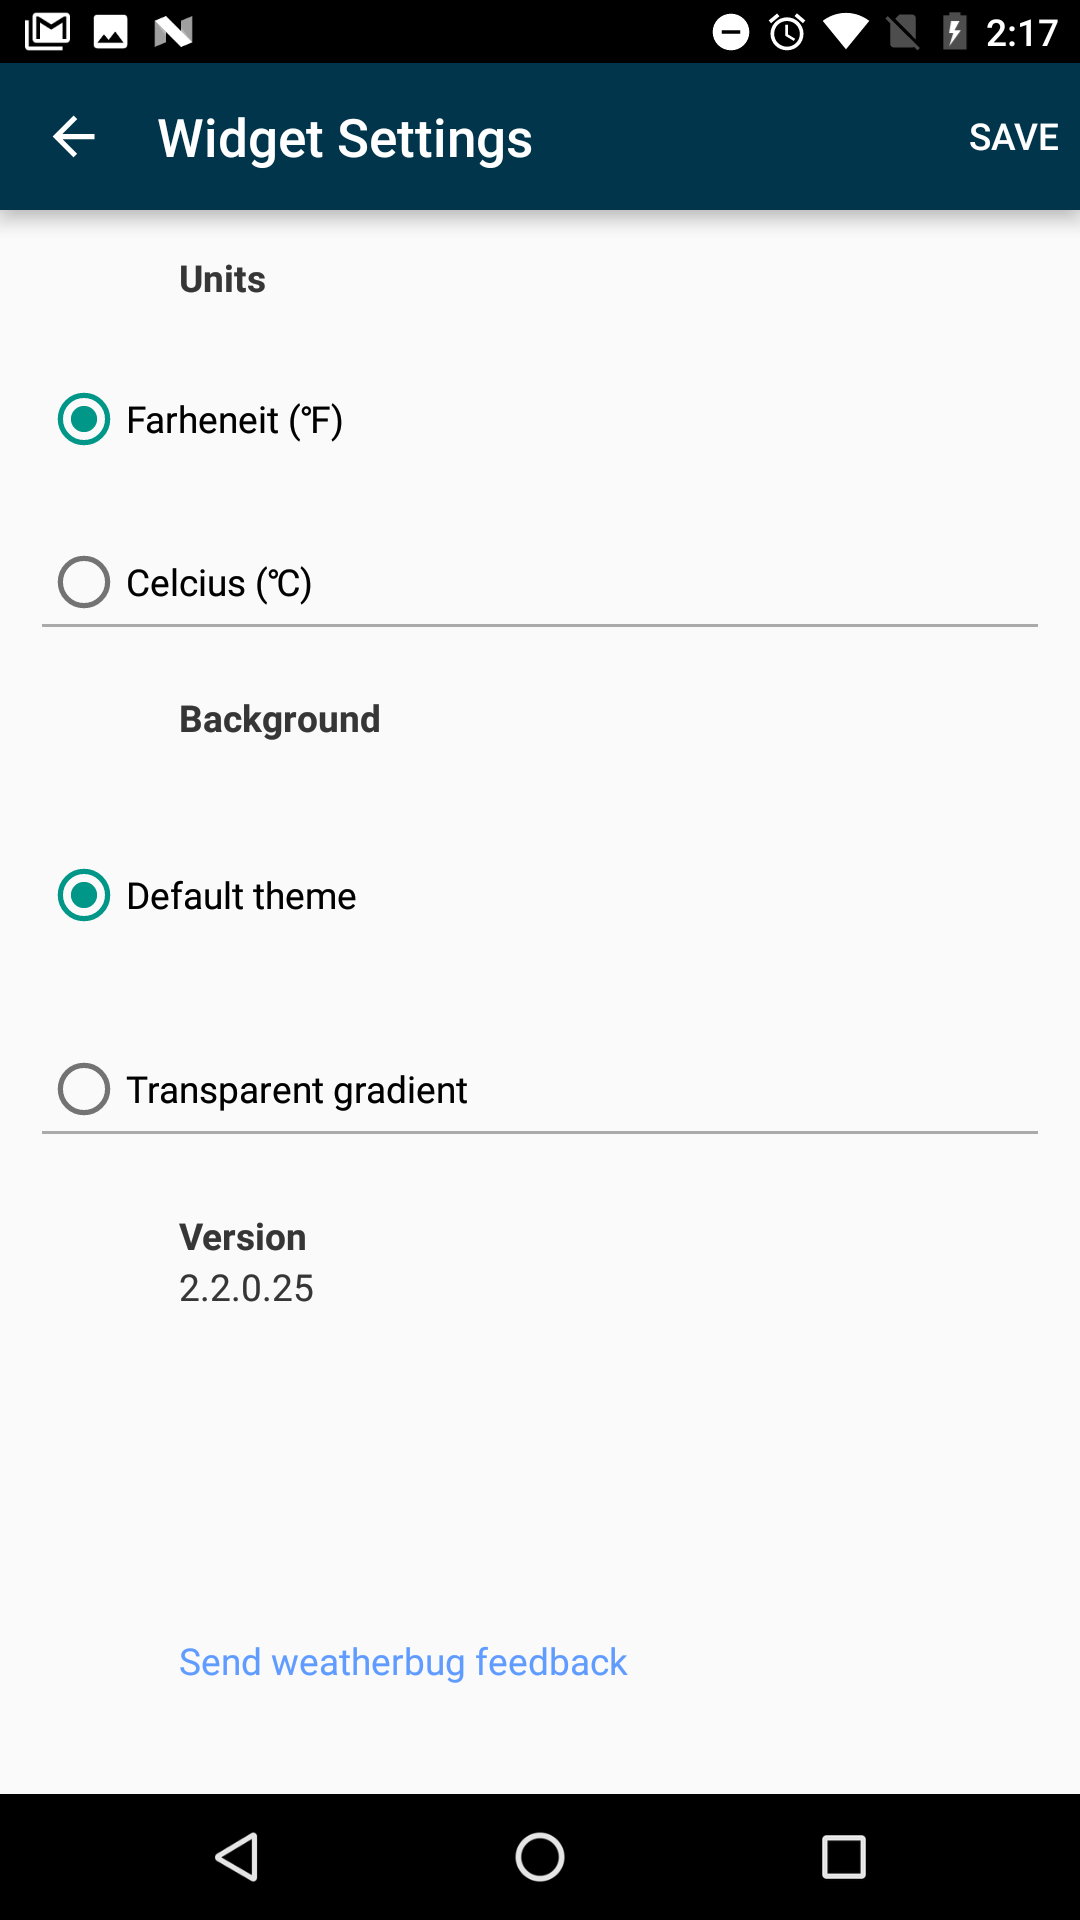 2:17
Widget Settings
SAVE
Units
Farheneit (°F)
Celcius (°C)
Background
Default theme
Transparent gradient
Version
2.2.0.25
Send weatherbug feedback